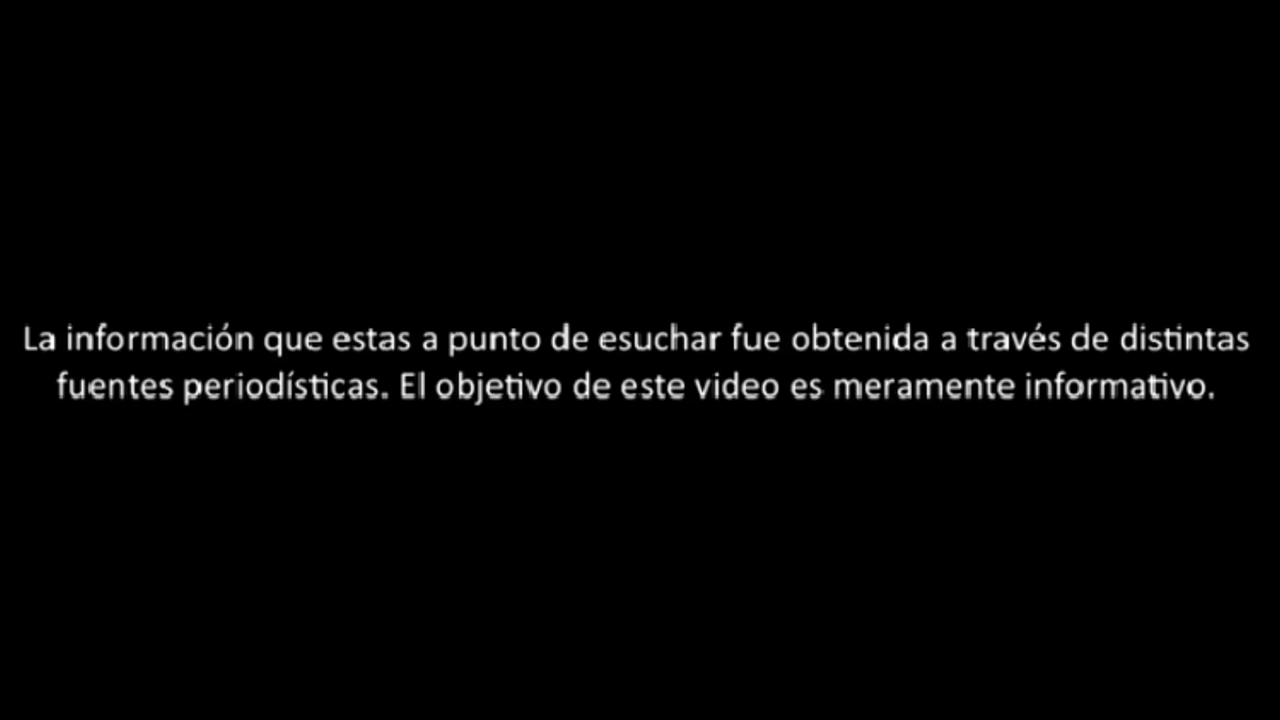 La información que estas a punto de esuchar fue obtenida a través de distintas
fuentes periodísticas. El objetivo de este video es meramente informativo.